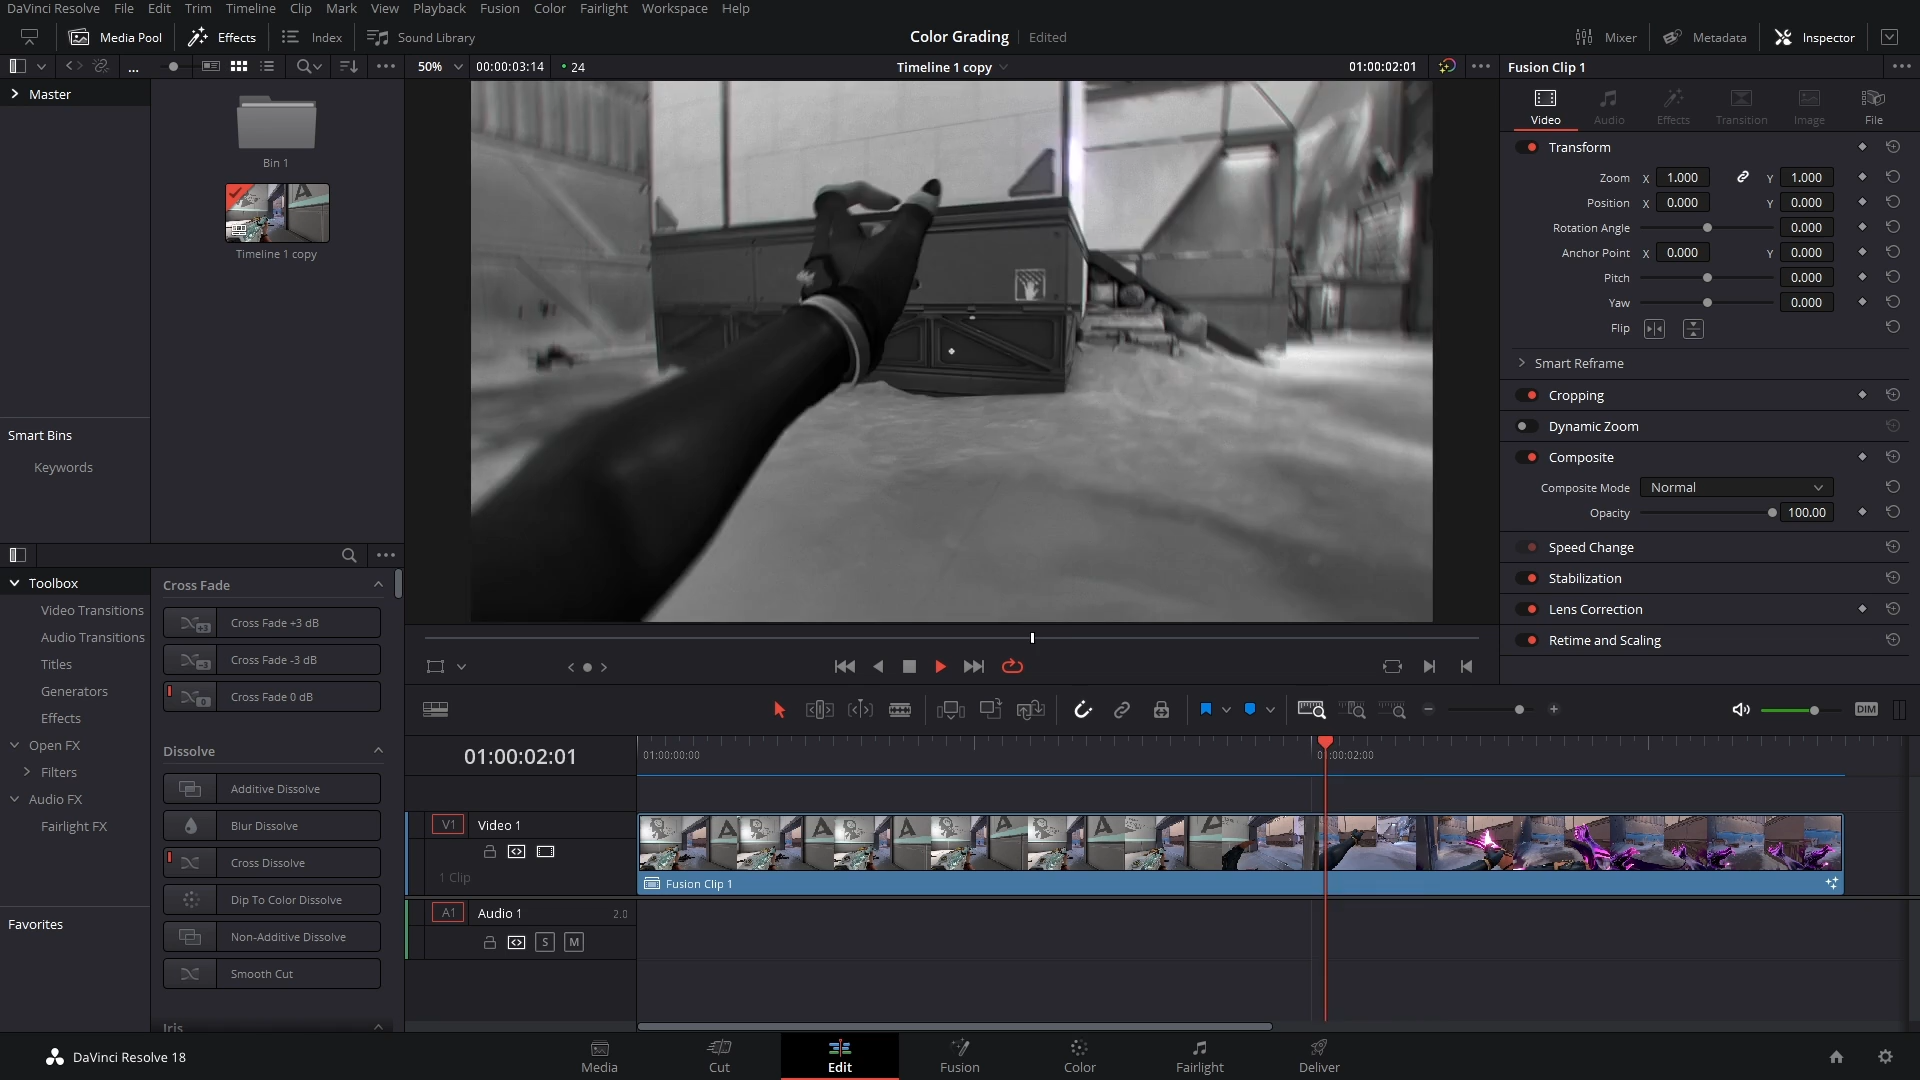 DaVinci Resolve File Edit Trim Timeline Clip Mark View Playback Fusion Color Fairlight Workspace Help
Media Pool Effects Index Sound Library Color Grading Edited Mixer Metadata Inspector
... 50% 00:00:03:14 24 Timeline 1 copy 01:00:02:01 Fusion Clip 1
Master
Bin 1
Timeline 1 copy
Smart Bins
Keywords
Video Audio Effects Transition Image File
Transform
Zoom X 1.000 Y 1.000
Position X 0.000 Y 0.000
Rotation Angle 0.000
Anchor Point X 0.000 Y 0.000
Pitch 0.000
Yaw 0.000
Flip
Smart Reframe
Cropping
Dynamic Zoom
Composite
Composite Mode Normal
Opacity 100.00
Speed Change
Stabilization
Lens Correction
Retime and Scaling
Toolbox
Video Transitions
Audio Transitions
Titles
Generators
Effects
Open FX
Filters
Audio FX
Fairlight FX
Favorites
Cross Fade
+3 Cross Fade +3 dB
-3 Cross Fade -3 dB
0 Cross Fade 0 dB
Dissolve
Additive Dissolve
Blur Dissolve
Cross Dissolve
Dip To Color Dissolve
Non-Additive Dissolve
Smooth Cut
Iris
DIM
01:00:02:01 01:00:00:00 :00:02:00
V1 Video 1
1 Clip
Fusion Clip 1
A1 Audio 1 2.0
S M
DaVinci Resolve 18 Media Cut Edit Fusion Color Fairlight Deliver